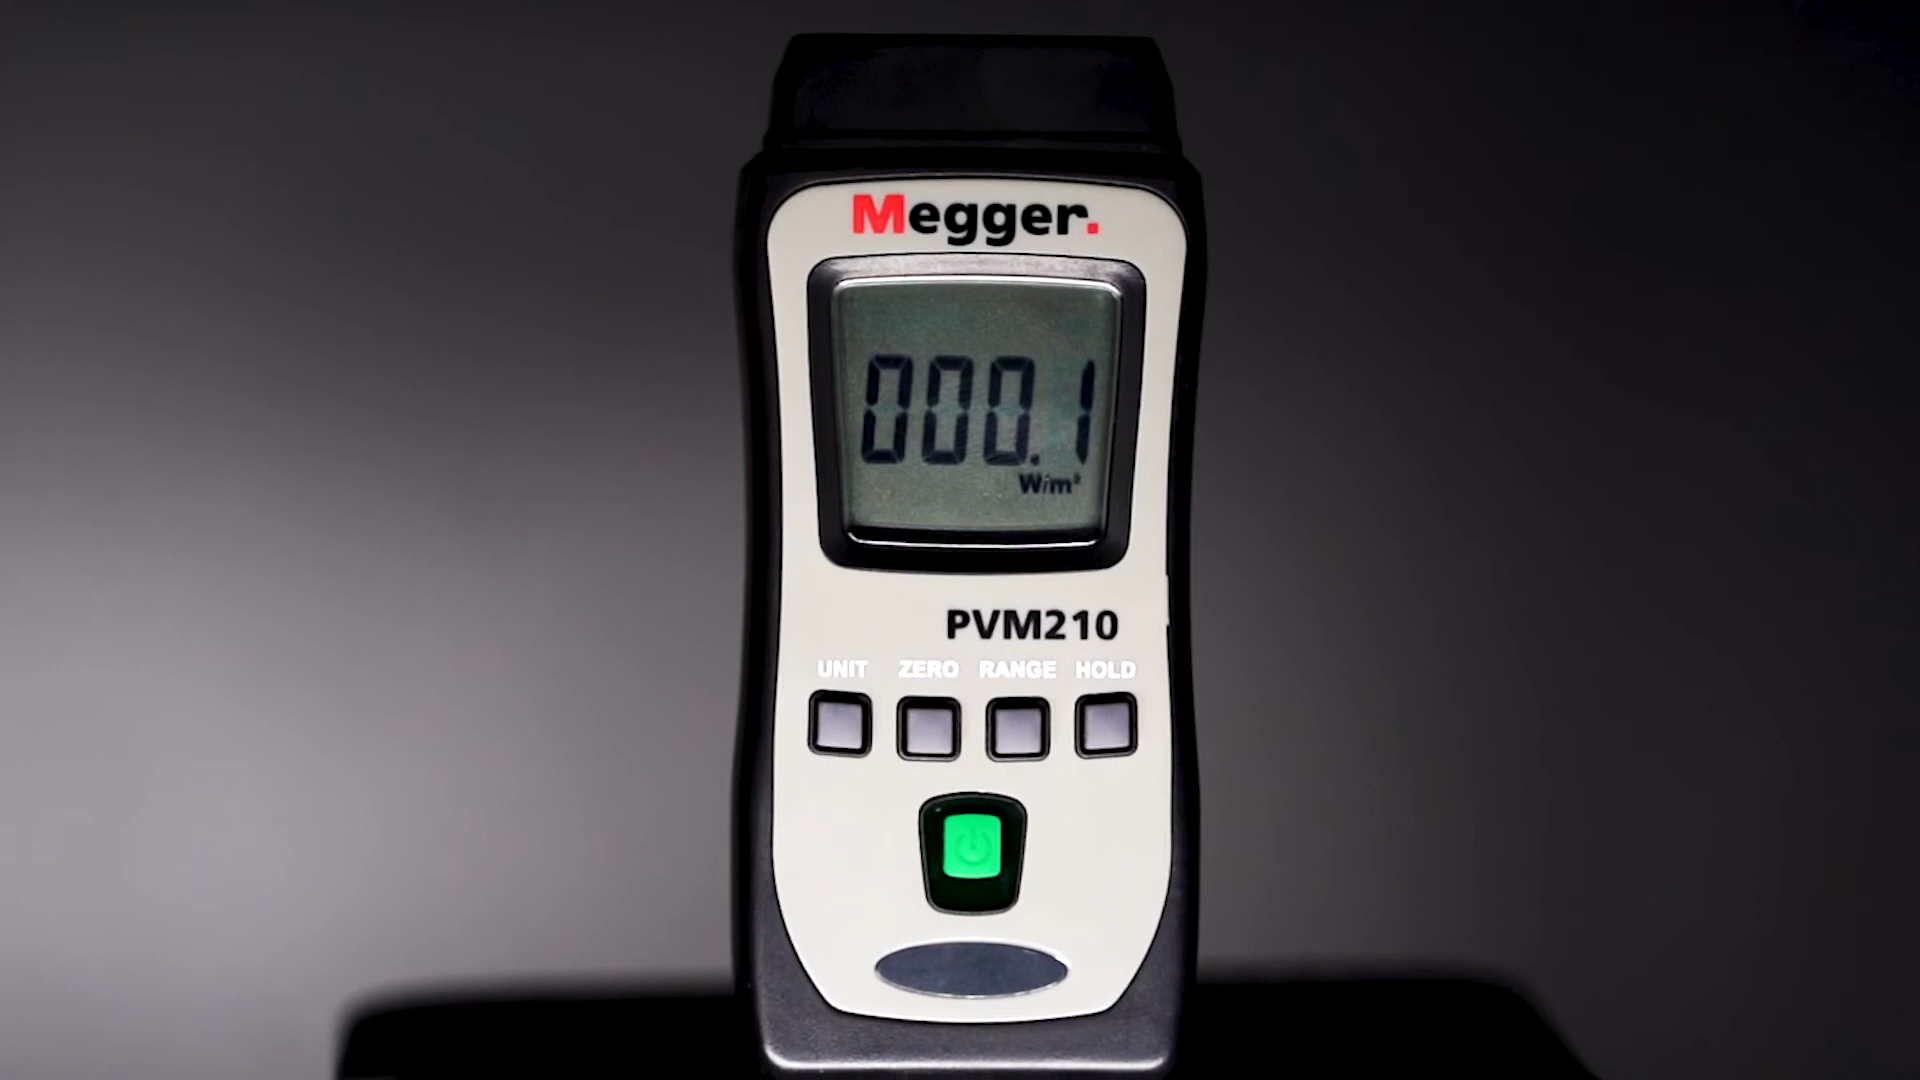 Megger.
000.1
W/m²
PVM210
UNIT ZERO RANGE HOLD